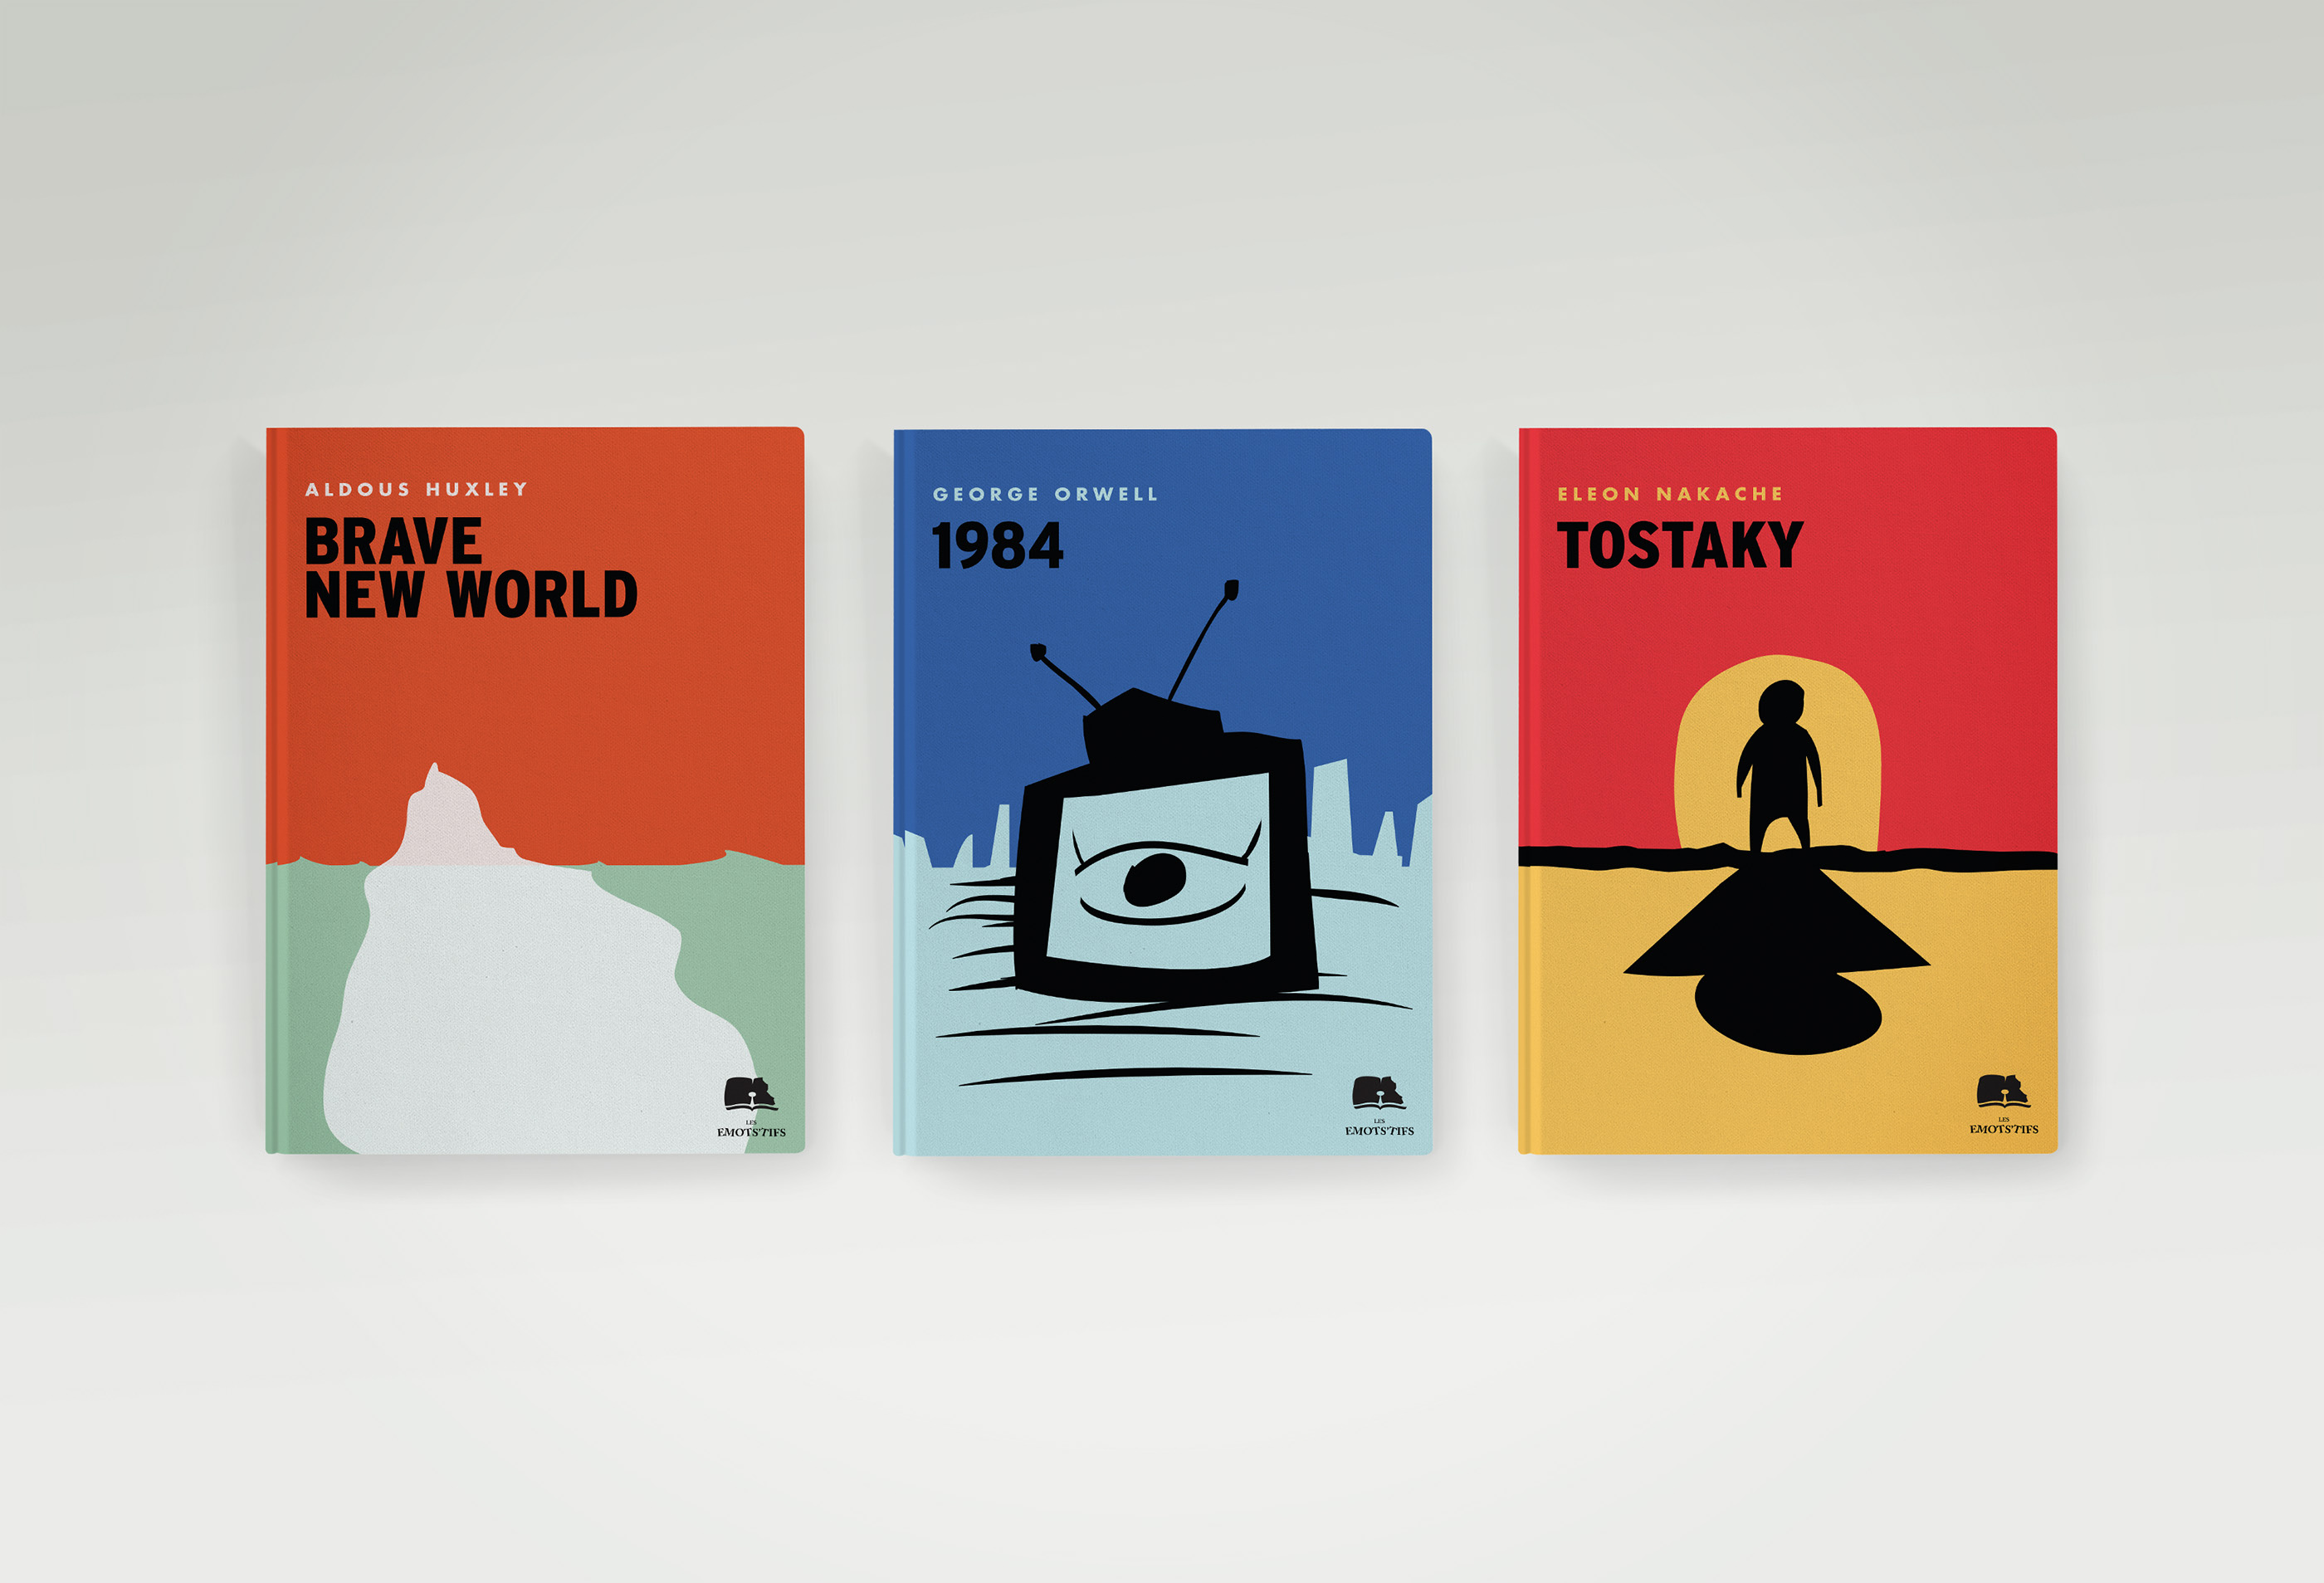 ALDOUS HUXLEY
BRAVE
NEW WORLD
LES
EMOTS'TIFS
GEORGE ORWELL
1984
LES
EMOTS'TIFS
ELEON NAKACHE
TOSTAKY
LES
EMOTS'TIFS